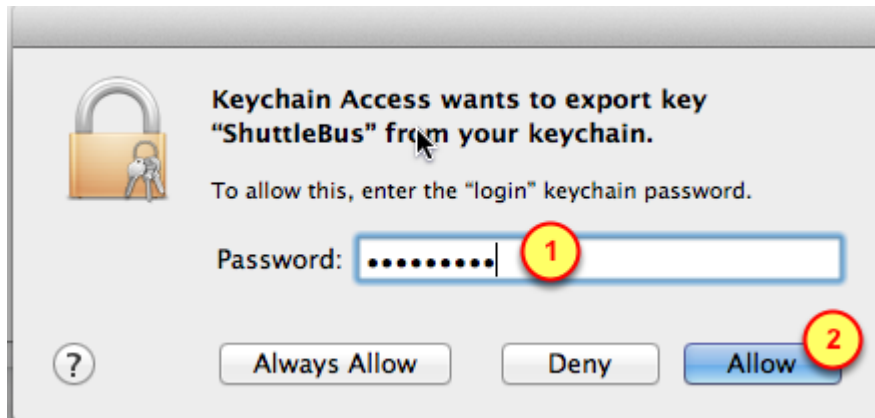 Keychain Access wants to export key
“ShuttleBus” from your keychain.
To allow this, enter the “login” keychain password.
Password: ••••••••• 1
2
? Always Allow Deny Allow